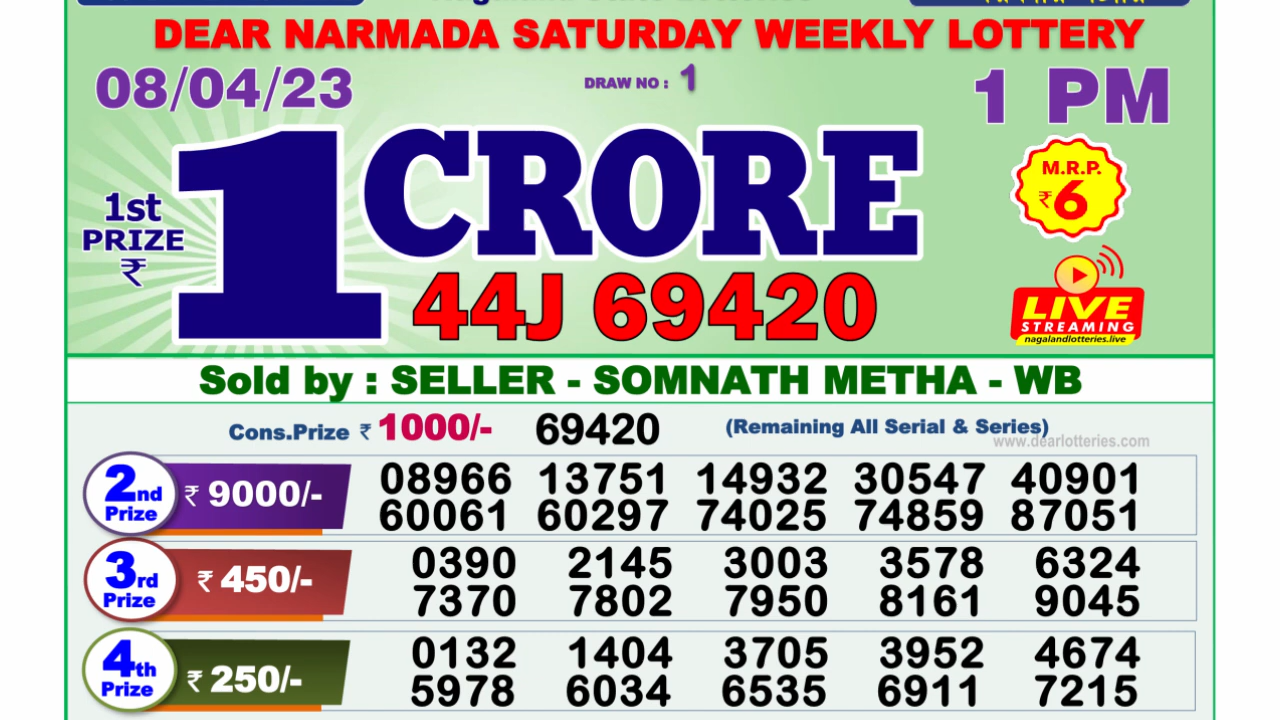 DEAR NARMADA SATURDAY WEEKLY LOTTERY
08/04/23
DRAW NO : 1
1 PM
1st PRIZE ₹
1 CRORE
44J 69420
M.R.P.
₹6
LIVE
STREAMING
nagalandlotteries.live
Sold by : SELLER - SOMNATH METHA - WB
Cons.Prize ₹ 1000/- 69420 (Remaining All Serial & Series)
www.dearlotteries.com
2nd Prize ₹ 9000/-
08966 13751 14932 30547 40901
60061 60297 74025 74859 87051
3rd Prize ₹ 450/-
0390 2145 3003 3578 6324
7370 7802 7950 8161 9045
4th Prize ₹ 250/-
0132 1404 3705 3952 4674
5978 6034 6535 6911 7215